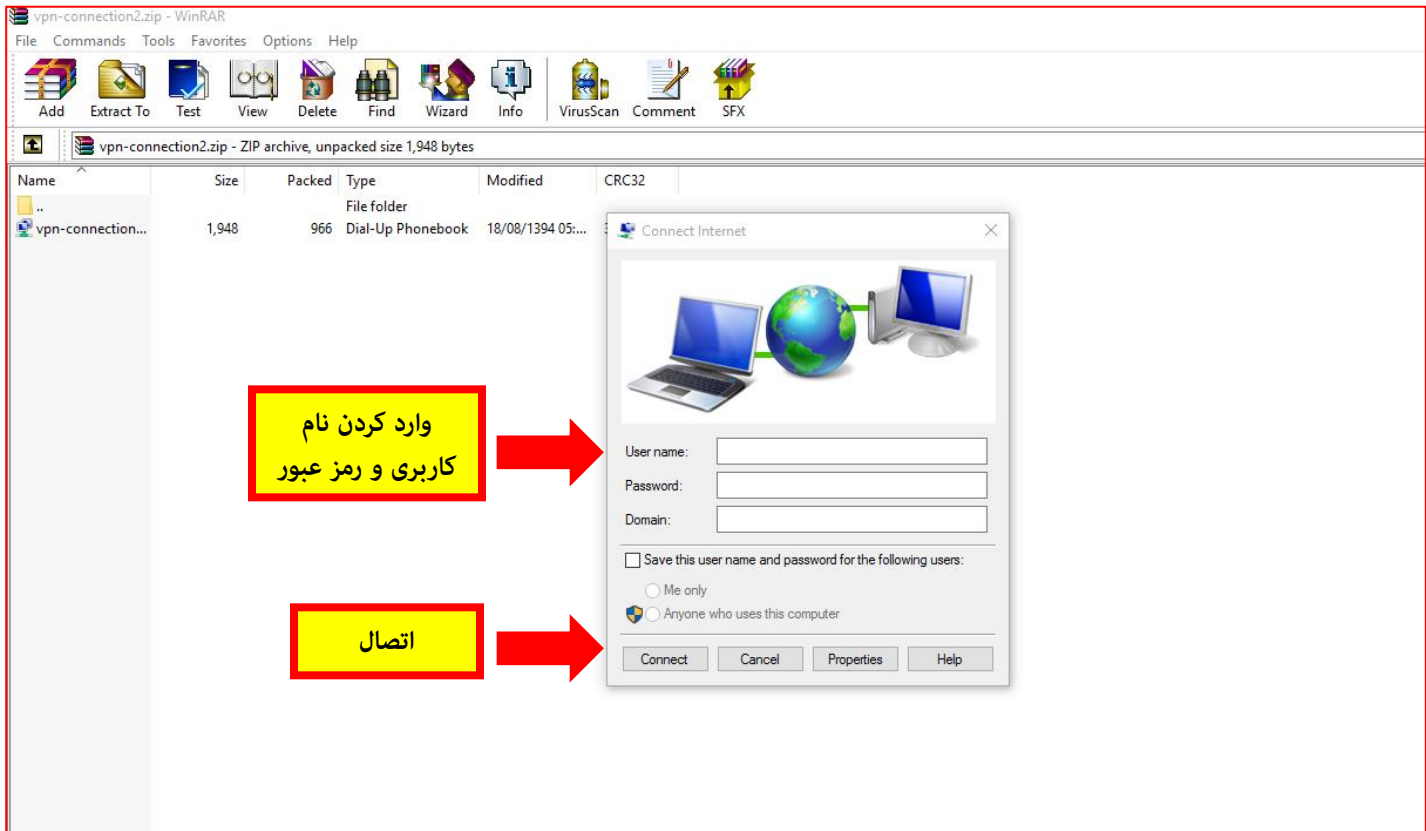 vpn-connection2.zip - WinRAR
File Commands Tools Favorites Options Help
Add Extract To Test View Delete Find Wizard Info VirusScan Comment SFX
vpn-connection2.zip - ZIP archive, unpacked size 1,948 bytes
Name Size Packed Type Modified CRC32
.. File folder
vpn-connection... 1,948 966 Dial-Up Phonebook 18/08/1394 05:...
Connect Internet
وارد کردن نام
کاربری و رمز عبور
User name:
Password:
Domain:
Save this user name and password for the following users:
Me only
Anyone who uses this computer
اتصال
Connect Cancel Properties Help